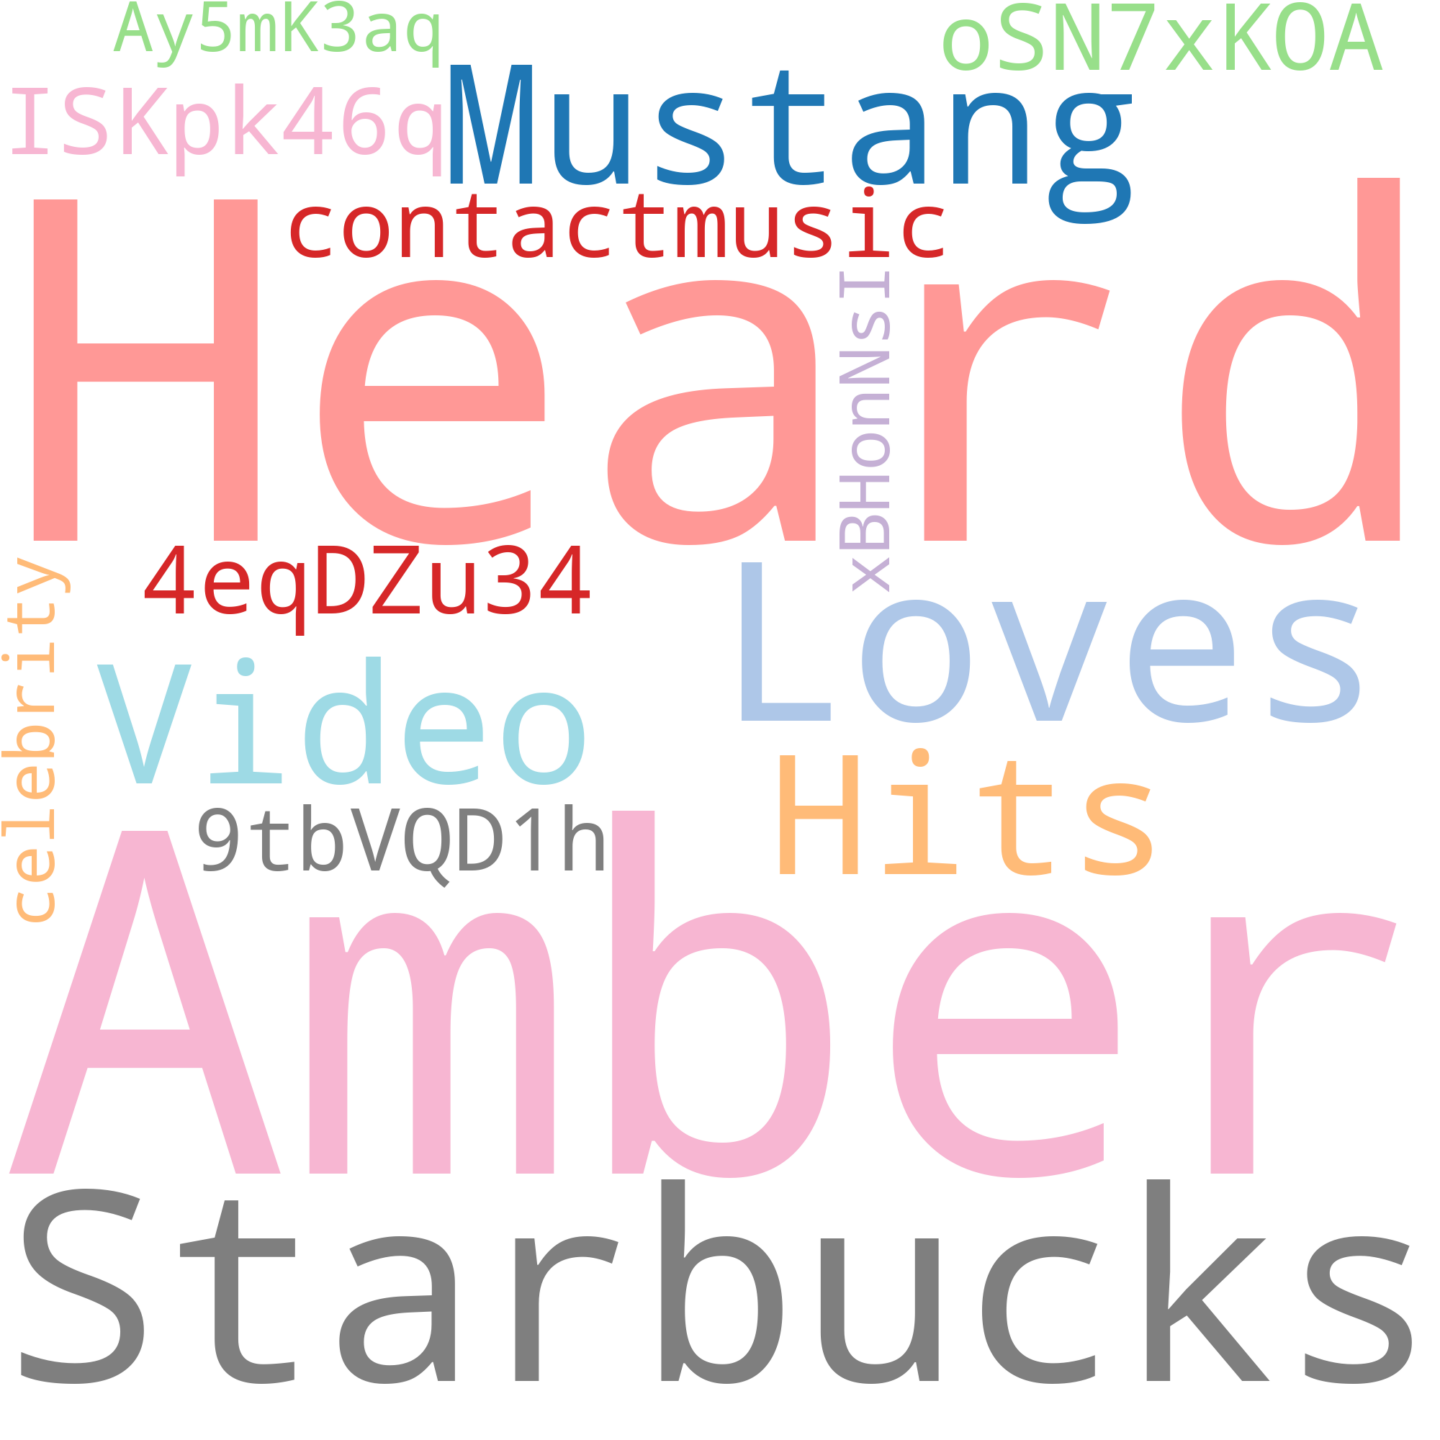 Ay5mK3aq
oSN7xKOA
ISKpk46q
Mustang
contactmusic
Heard
xBHonNsI
4eqDZu34
Loves
celebrity
Video
Hits
9tbVQD1h
Amber
Starbucks